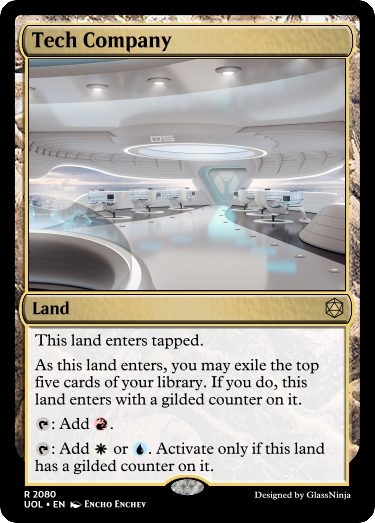 Tech Company
05
Land
This land enters tapped.
As this land enters, you may exile the top
five cards of your library. If you do, this
land enters with a gilded counter on it.
: Add .
: Add or . Activate only if this land
has a gilded counter on it.
R 2080
UOL • EN Encho Enchev
Designed by GlassNinja